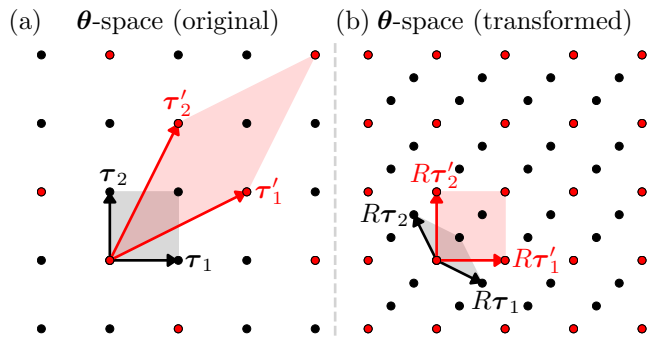 (a) θ-space (original)
(b) θ-space (transformed)
τ′₂
τ₂
τ′₁
τ₁
Rτ′₂
Rτ₂
Rτ′₁
Rτ₁